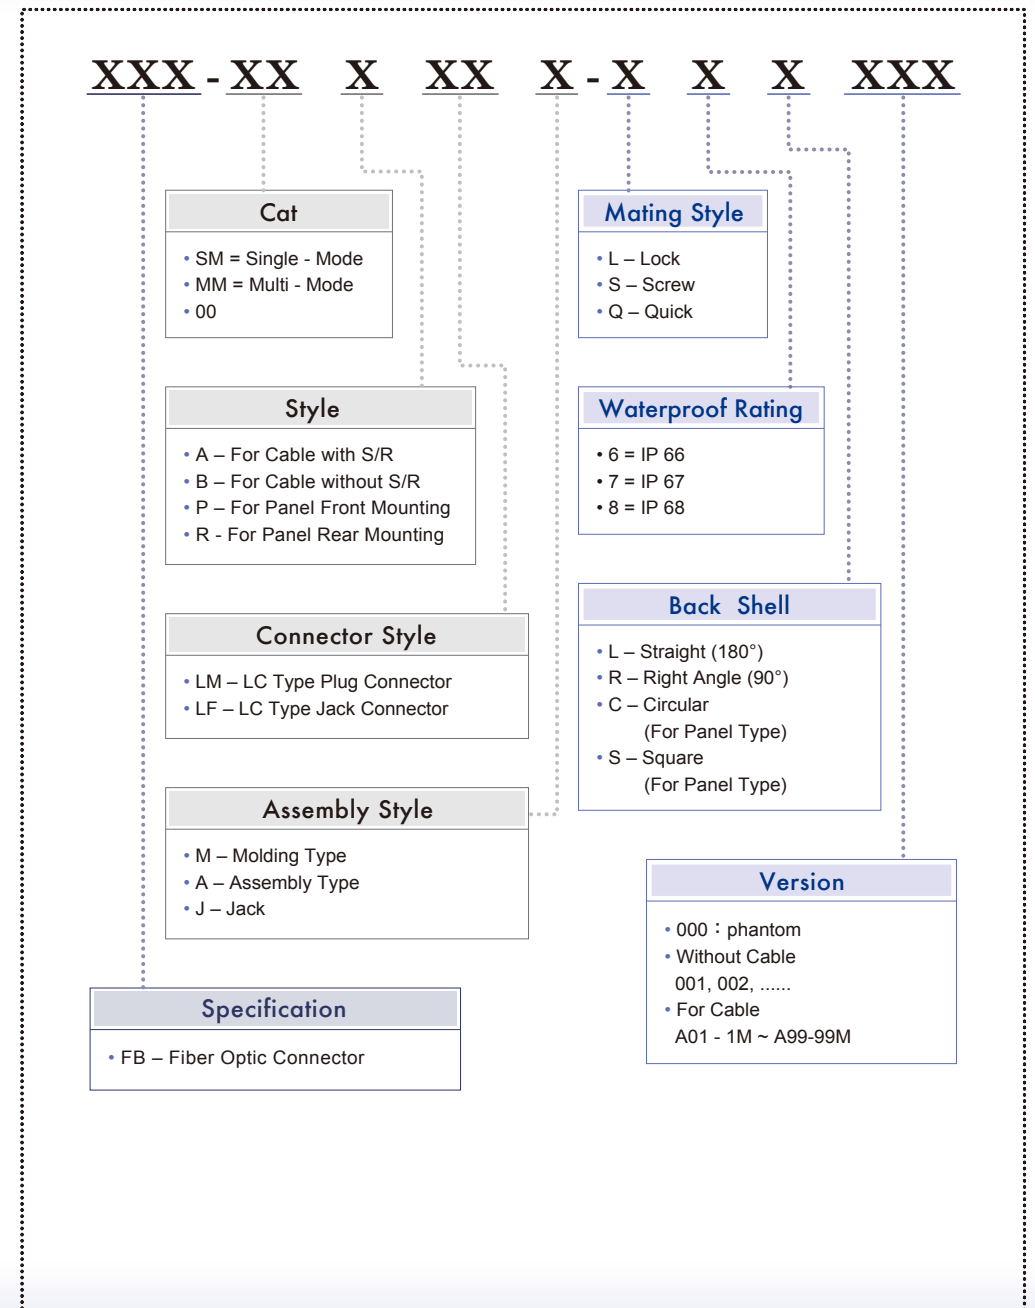 XXX - XX X XX X - X X X XXX
Cat
• SM = Single - Mode
• MM = Multi - Mode
• 00
Style
• A – For Cable with S/R
• B – For Cable without S/R
• P – For Panel Front Mounting
• R - For Panel Rear Mounting
Connector Style
• LM – LC Type Plug Connector
• LF – LC Type Jack Connector
Assembly Style
• M – Molding Type
• A – Assembly Type
• J – Jack
Specification
• FB – Fiber Optic Connector
Mating Style
• L – Lock
• S – Screw
• Q – Quick
Waterproof Rating
• 6 = IP 66
• 7 = IP 67
• 8 = IP 68
Back Shell
• L – Straight (180°)
• R – Right Angle (90°)
• C – Circular
(For Panel Type)
• S – Square
(For Panel Type)
Version
• 000：phantom
• Without Cable
001, 002, ......
• For Cable
A01 - 1M ~ A99-99M